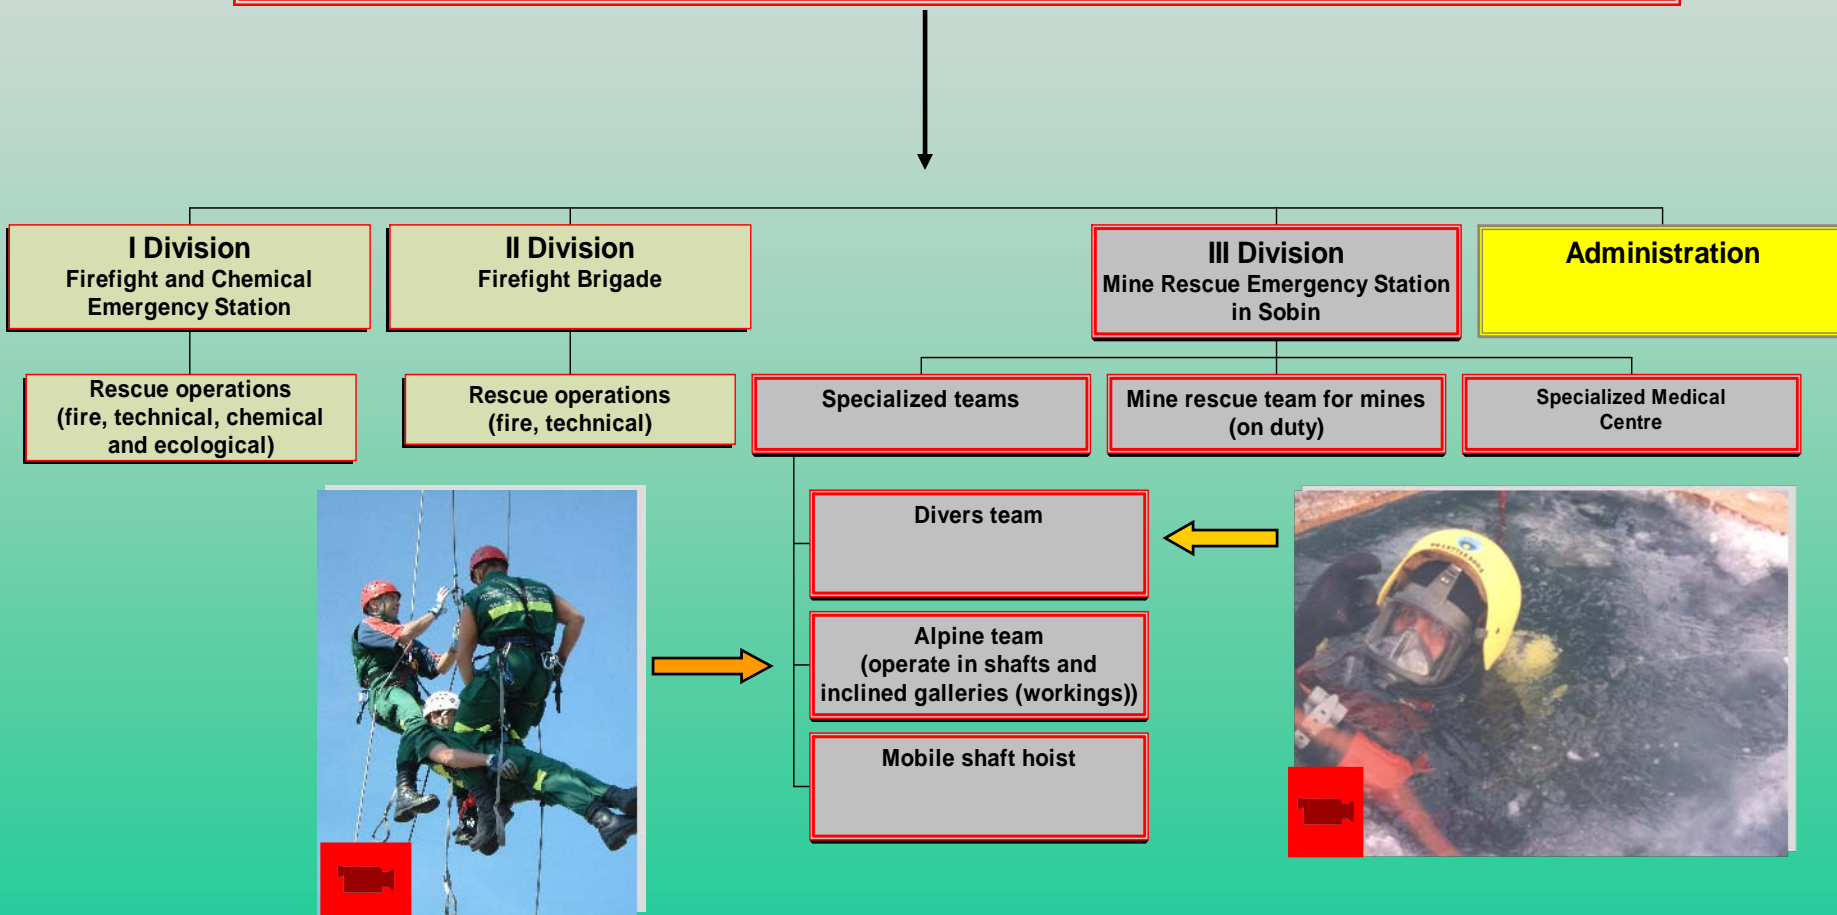 I Division
Firefight and Chemical
Emergency Station
II Division
Firefight Brigade
III Division
Mine Rescue Emergency Station
in Sobin
Administration
Rescue operations
(fire, technical, chemical
and ecological)
Rescue operations
(fire, technical)
Specialized teams
Mine rescue team for mines
(on duty)
Specialized Medical
Centre
Divers team
Alpine team
(operate in shafts and
inclined galleries (workings))
Mobile shaft hoist